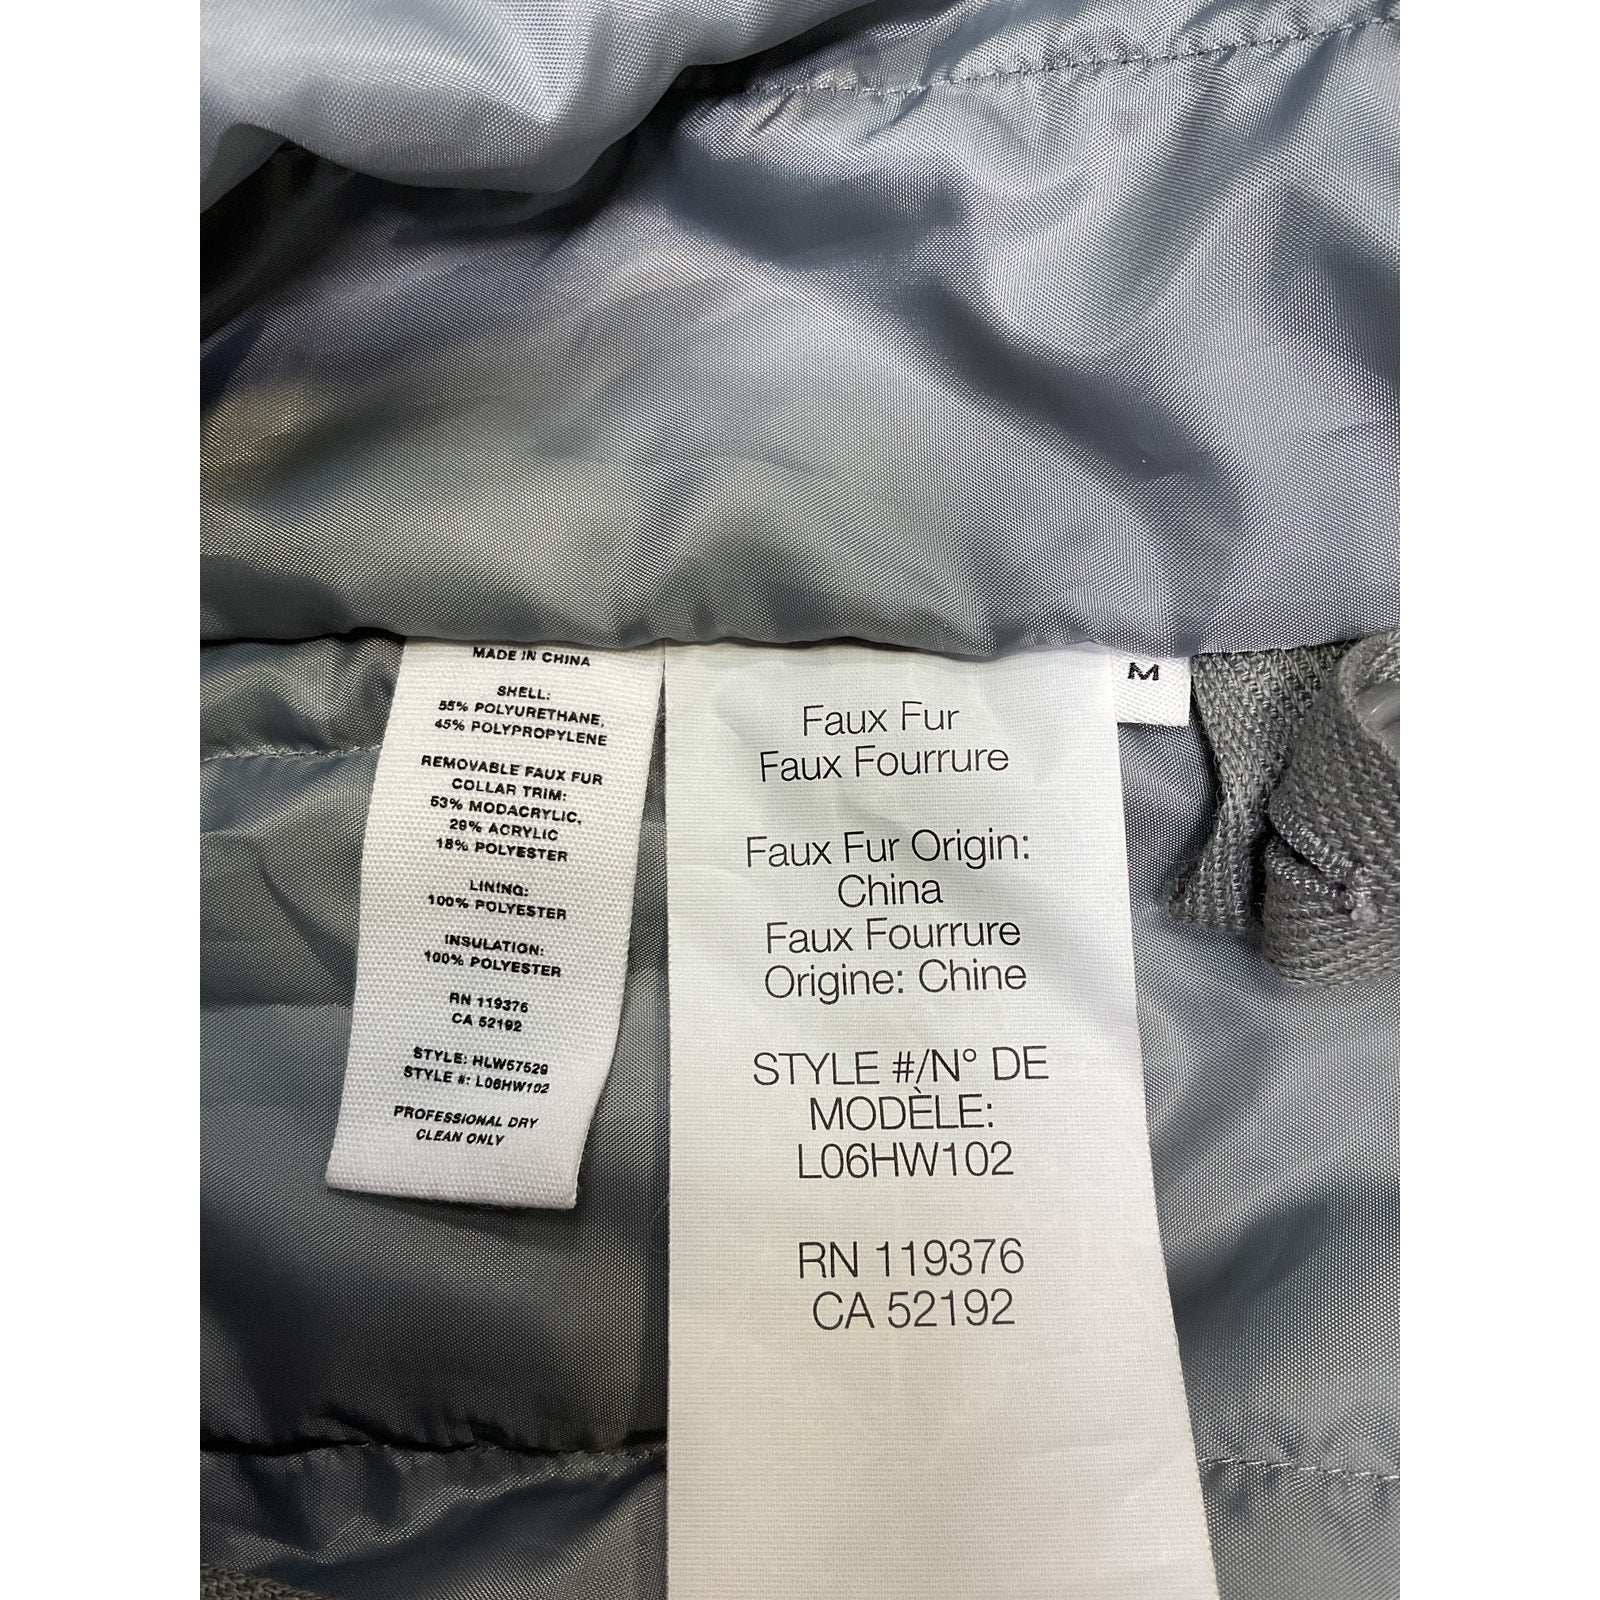 MADE IN CHINA
SHELL:
55% POLYURETHANE,
45% POLYPROPYLENE
REMOVABLE FAUX FUR
COLLAR TRIM:
53% MODACRYLIC,
29% ACRYLIC
18% POLYESTER
LINING:
100% POLYESTER
INSULATION:
100% POLYESTER
RN 119376
CA 52192
STYLE: HLW57529
STYLE #: L06HW102
PROFESSIONAL DRY
CLEAN ONLY
Faux Fur
Faux Fourrure
Faux Fur Origin:
China
Faux Fourrure
Origine: Chine
STYLE #/N° DE
MODÈLE:
L06HW102
RN 119376
CA 52192
M